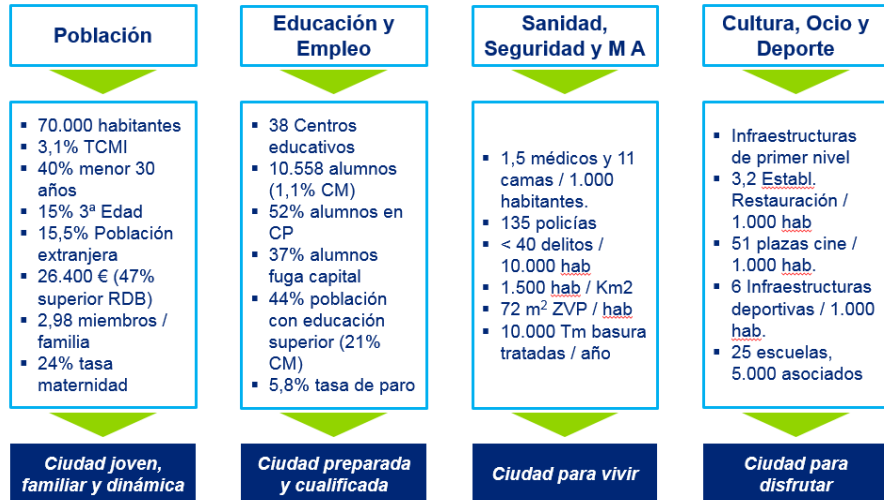 Población
▪ 70.000 habitantes
▪ 3,1% TCMI
▪ 40% menor 30
años
▪ 15% 3ª Edad
▪ 15,5% Población
extranjera
▪ 26.400 € (47%
superior RDB)
▪ 2,98 miembros /
familia
▪ 24% tasa
maternidad
Ciudad joven,
familiar y dinámica
Educación y
Empleo
▪ 38 Centros
educativos
▪ 10.558 alumnos
(1,1% CM)
▪ 52% alumnos en
CP
▪ 37% alumnos
fuga capital
▪ 44% población
con educación
superior (21%
CM)
▪ 5,8% tasa de paro
Ciudad preparada
y cualificada
Sanidad,
Seguridad y M A
▪ 1,5 médicos y 11
camas / 1.000
habitantes.
▪ 135 policías
▪ < 40 delitos /
10.000 hab
▪ 1.500 hab / Km2
▪ 72 m² ZVP / hab
▪ 10.000 Tm basura
tratadas / año
Ciudad para vivir
Cultura, Ocio y
Deporte
▪ Infraestructuras
de primer nivel
▪ 3,2 Establ.
Restauración /
1.000 hab
▪ 51 plazas cine /
1.000 hab.
▪ 6 Infraestructuras
deportivas / 1.000
hab.
▪ 25 escuelas,
5.000 asociados
Ciudad para
disfrutar